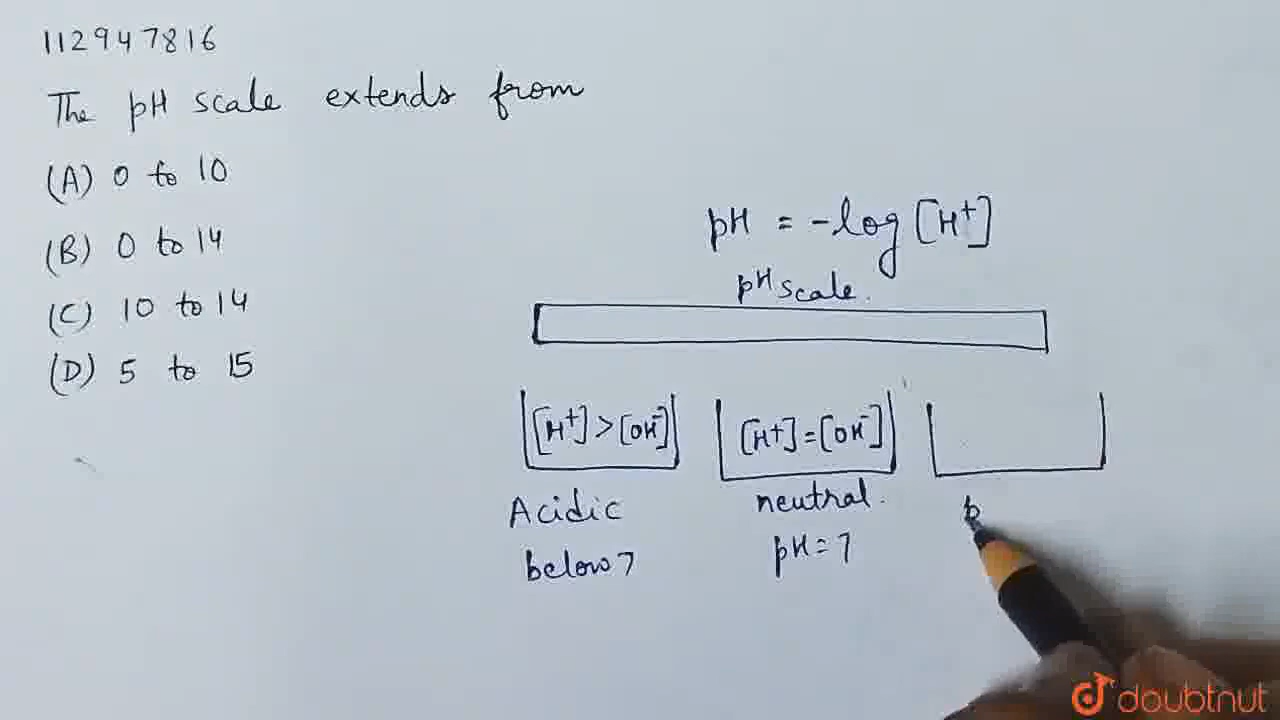 112947816
The pH scale extends from
(A) 0 to 10
(B) 0 to 14
(C) 10 to 14
(D) 5 to 15
pH = -log [H+]
pH scale.
[H+] > [OH-]
[H+] = [OH-]
Acidic
neutral.
b
below 7
pH = 7
doubtnut